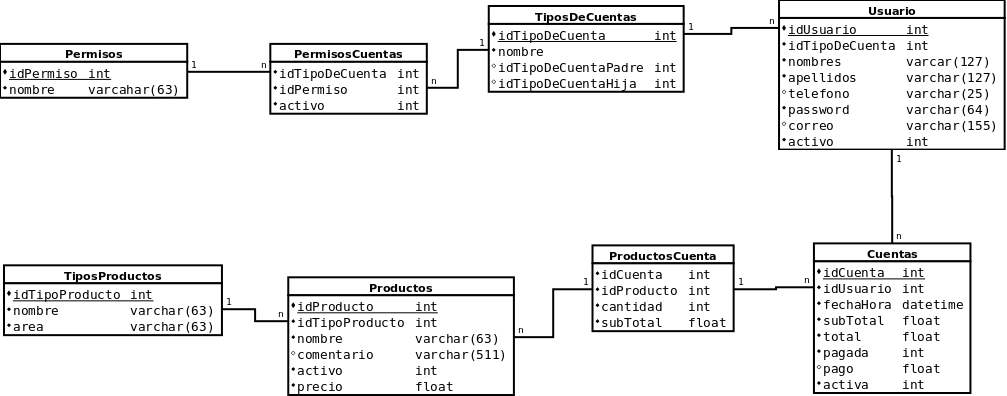 Permisos
idPermiso int
nombre varcahar(63)
1
n
PermisosCuentas
idTipoDeCuenta int
idPermiso int
activo int
n
1
TiposDeCuentas
idTipoDeCuenta int
nombre
idTipoDeCuentaPadre int
idTipoDeCuentaHija int
1
n
Usuario
idUsuario int
idTipoDeCuenta int
nombres varcar(127)
apellidos varchar(127)
telefono varchar(25)
password varchar(64)
correo varchar(155)
activo int
1
n
TiposProductos
idTipoProducto int
nombre varchar(63)
area varchar(63)
1
n
Productos
idProducto int
idTipoProducto int
nombre varchar(63)
comentario varchar(511)
activo int
precio float
n
1
ProductosCuenta
idCuenta int
idProducto int
cantidad int
subTotal float
1
n
Cuentas
idCuenta int
idUsuario int
fechaHora datetime
subTotal float
total float
pagada int
pago float
activa int